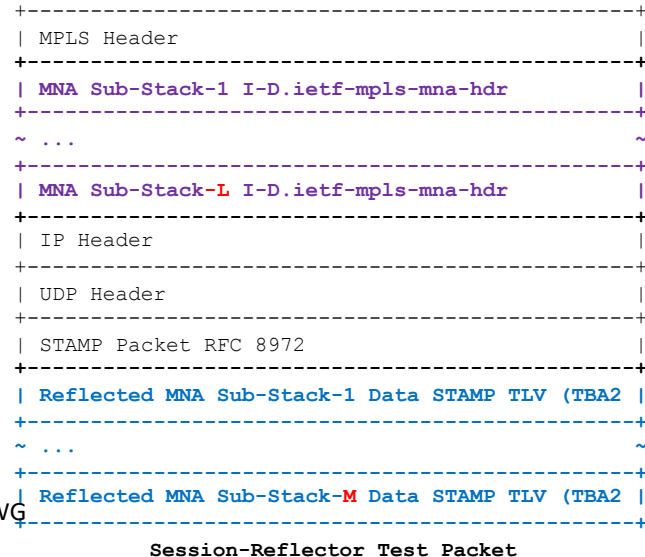 +---------------------------------------------+
| MPLS Header |
+---------------------------------------------+
| MNA Sub-Stack-1 I-D.ietf-mpls-mna-hdr |
+---------------------------------------------+
~ ... ~
+---------------------------------------------+
| MNA Sub-Stack-L I-D.ietf-mpls-mna-hdr |
+---------------------------------------------+
| IP Header |
+---------------------------------------------+
| UDP Header |
+---------------------------------------------+
| STAMP Packet RFC 8972 |
+---------------------------------------------+
| Reflected MNA Sub-Stack-1 Data STAMP TLV (TBA2 |
+---------------------------------------------+
~ ... ~
+---------------------------------------------+
| Reflected MNA Sub-Stack-M Data STAMP TLV (TBA2 |
WG
+---------------------------------------------+
Session-Reflector Test Packet